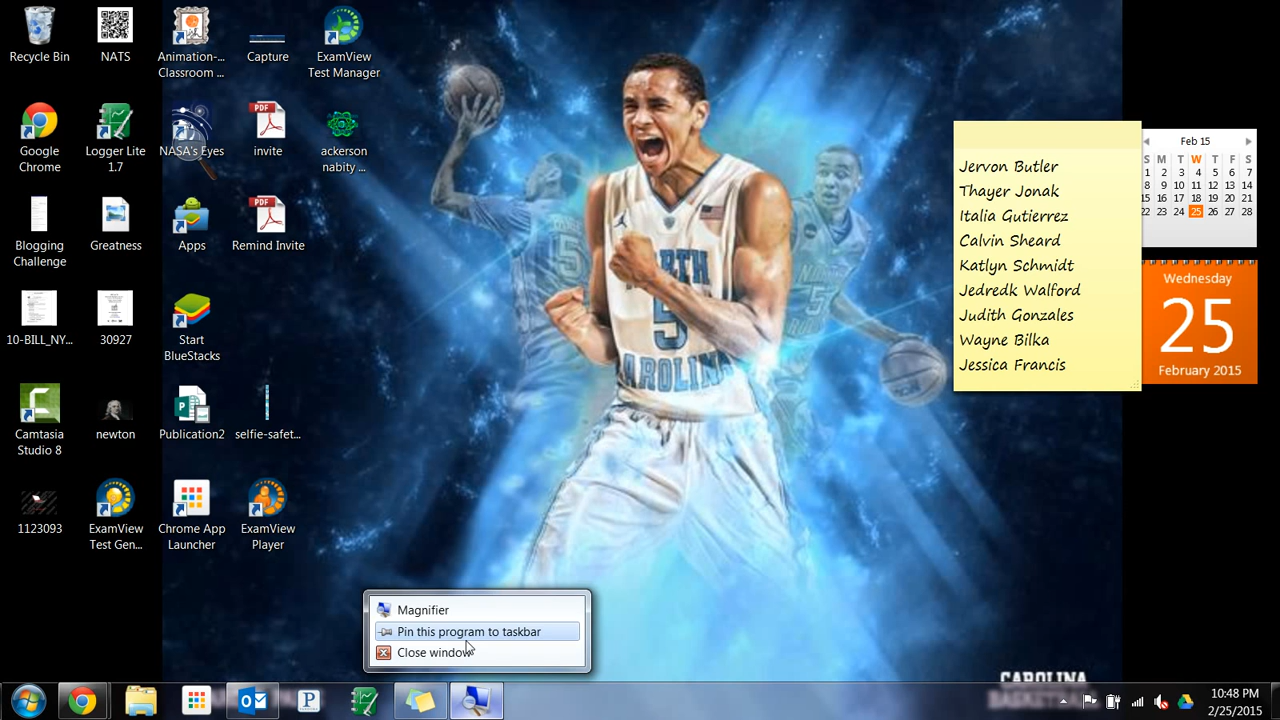 Recycle Bin
NATS
Animation-...
Classroom ...
Capture
ExamView
Test Manager
Google
Chrome
Logger Lite
1.7
NASA's Eyes
PDF
invite
ackerson
nabity ...
Blogging
Challenge
Greatness
Apps
PDF
Remind Invite
10-BILL_NY...
30927
Start
BlueStacks
Camtasia
Studio 8
newton
Publication2
selfie-safet...
1123093
ExamView
Test Gen...
Chrome App
Launcher
ExamView
Player
NORTH
5
CAROLINA
Jervon Butler
Thayer Jonak
Italia Gutierrez
Calvin Sheard
Katlyn Schmidt
Jedredk Walford
Judith Gonzales
Wayne Bilka
Jessica Francis
Feb 15
S M T W T F S
1 2 3 4 5 6 7
8 9 10 11 12 13 14
15 16 17 18 19 20 21
22 23 24 25 26 27 28
Wednesday
25
February 2015
Magnifier
Pin this program to taskbar
Close window
CAROLINA
10:48 PM
2/25/2015